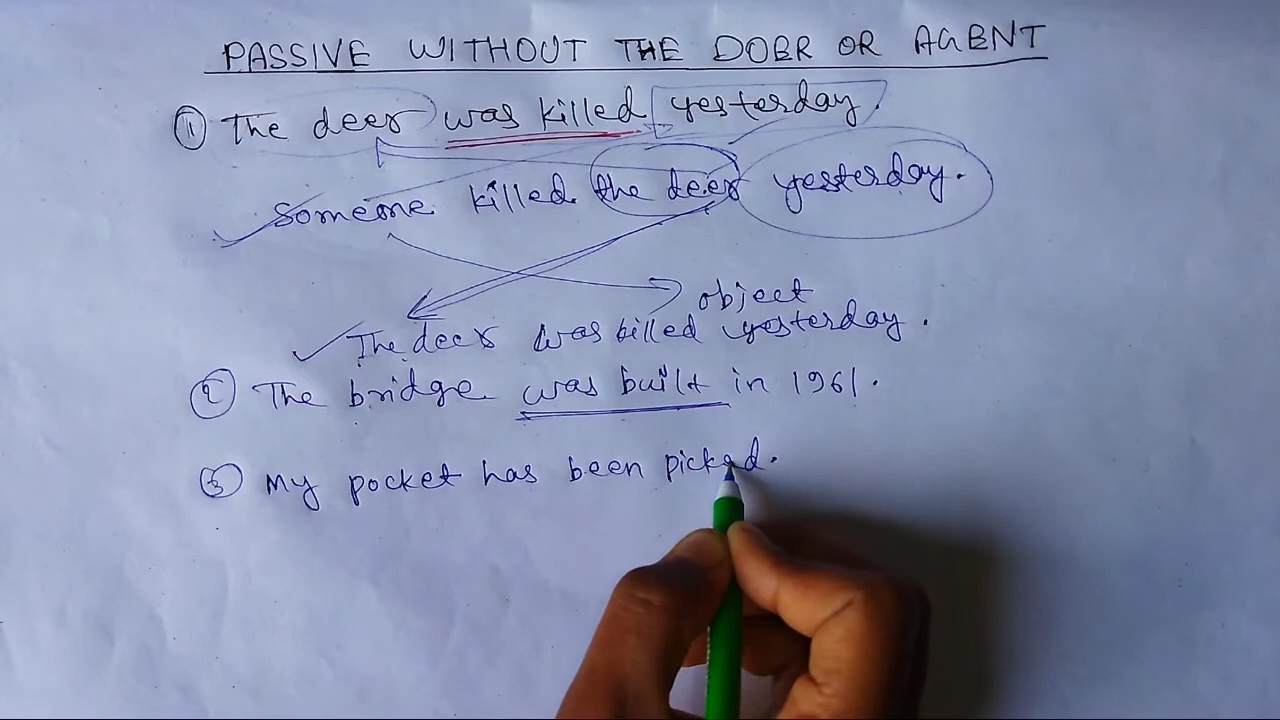 PASSIVE WITHOUT THE DOER OR AGENT
① The deer was killed yesterday.
Someone killed the deer yesterday.
object
The deer was killed yesterday.
② The bridge was built in 1961.
③ My pocket has been picked.